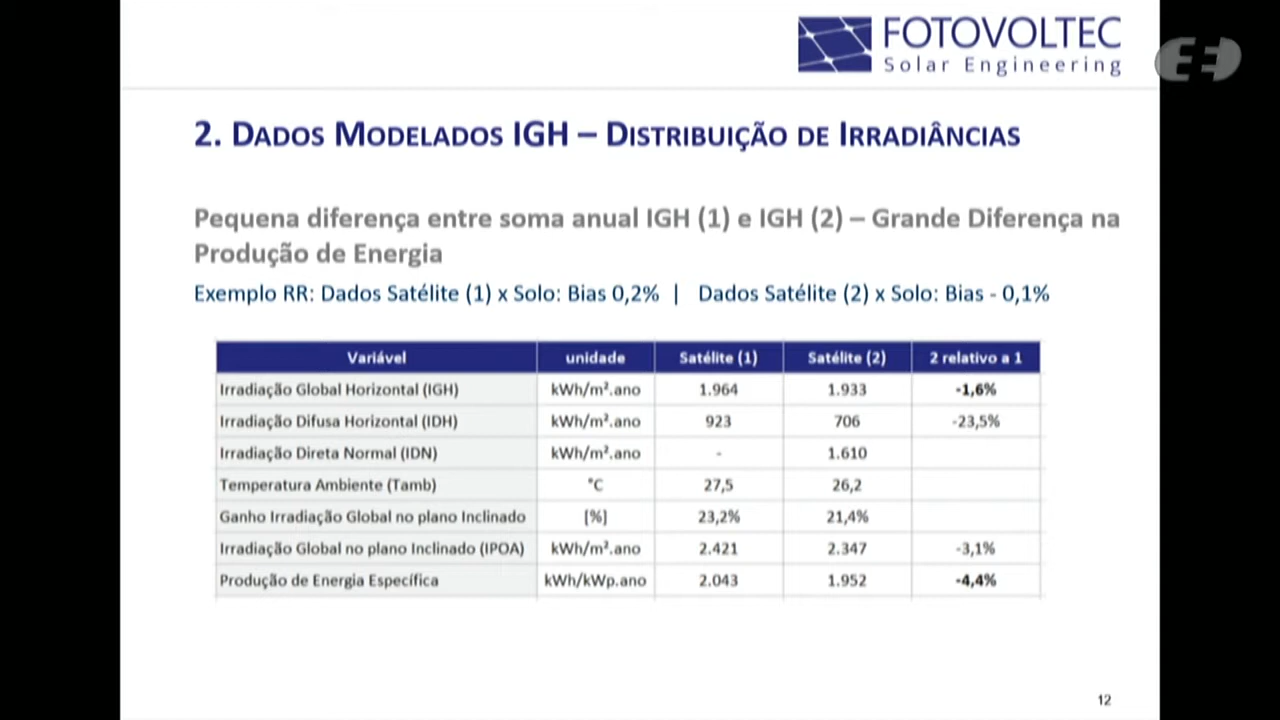 FOTOVOLTEC
Solar Engineering
2. DADOS MODELADOS IGH – DISTRIBUIÇÃO DE IRRADIÂNCIAS
Pequena diferença entre soma anual IGH (1) e IGH (2) – Grande Diferença na
Produção de Energia
Exemplo RR: Dados Satélite (1) x Solo: Bias 0,2% | Dados Satélite (2) x Solo: Bias - 0,1%
Variável unidade Satélite (1) Satélite (2) 2 relativo a 1
Irradiação Global Horizontal (IGH) kWh/m².ano 1.964 1.933 -1,6%
Irradiação Difusa Horizontal (IDH) kWh/m².ano 923 706 -23,5%
Irradiação Direta Normal (IDN) kWh/m².ano - 1.610
Temperatura Ambiente (Tamb) °C 27,5 26,2
Ganho Irradiação Global no plano Inclinado [%] 23,2% 21,4%
Irradiação Global no plano Inclinado (IPOA) kWh/m².ano 2.421 2.347 -3,1%
Produção de Energia Específica kWh/kWp.ano 2.043 1.952 -4,4%
12